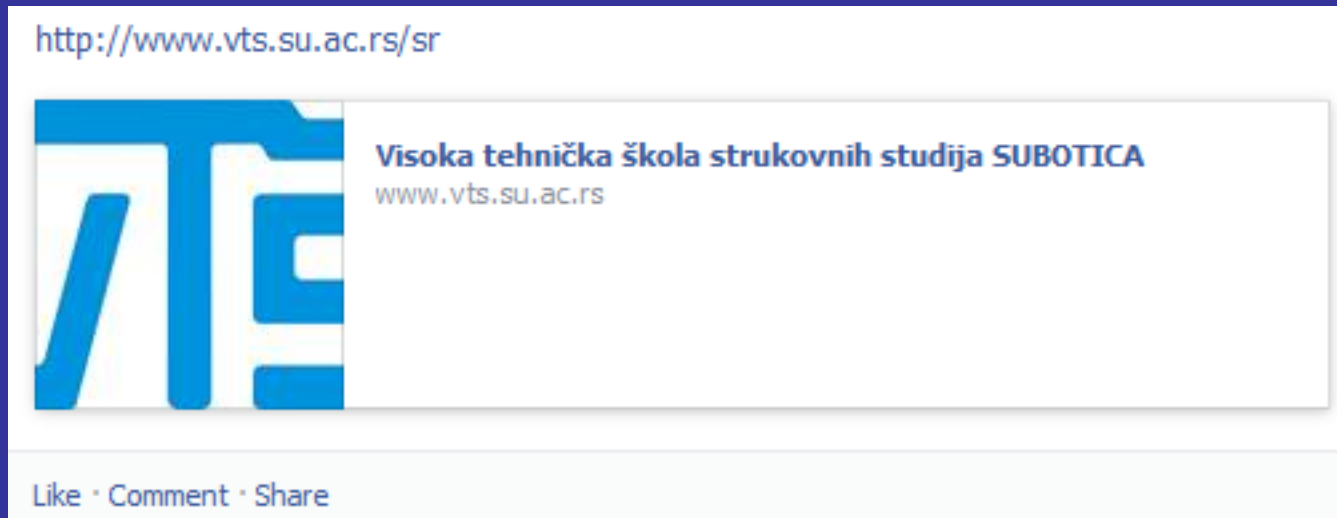 http://www.vts.su.ac.rs/sr
VTS
Visoka tehnička škola strukovnih studija SUBOTICA
www.vts.su.ac.rs
Like · Comment · Share